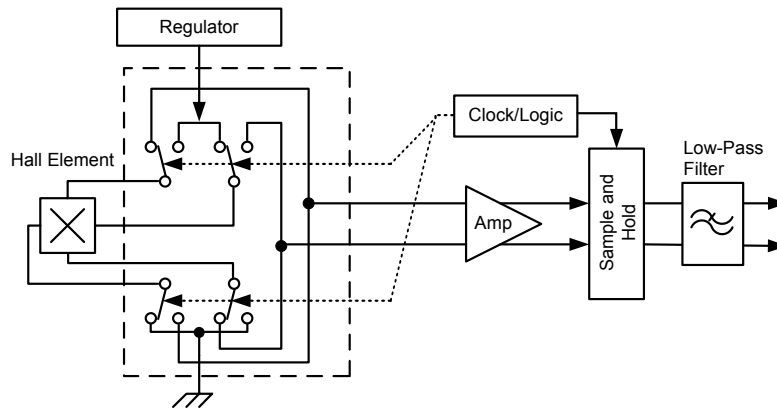 Regulator
Clock/Logic
Hall Element
Low-Pass
Filter
Amp
Sample and
Hold